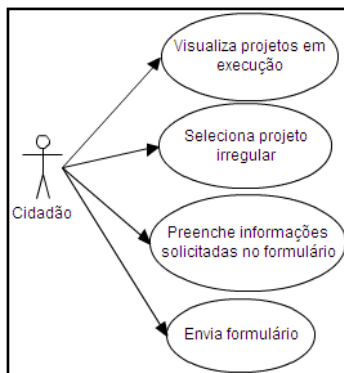 Visualiza projetos em
execução
Seleciona projeto
irregular
Cidadão
Preenche informações
solicitadas no formulário
Envia formulário